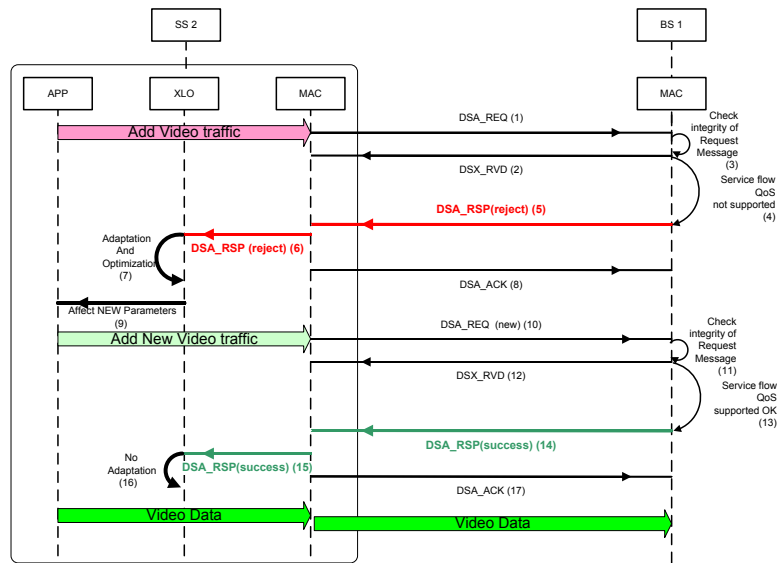 SS 2
BS 1
APP
XLO
MAC
MAC
Add Video traffic
DSA_REQ (1)
Check
integrity of
Request
Message
(3)
DSX_RVD (2)
Service flow
QoS
not supported
(4)
DSA_RSP(reject) (5)
DSA_RSP (reject) (6)
Adaptation
And
Optimization
(7)
DSA_ACK (8)
Affect NEW Parameters
(9)
Add New Video traffic
DSA_REQ (new) (10)
Check
integrity of
Request
Message
(11)
DSX_RVD (12)
Service flow
QoS
supported OK
(13)
DSA_RSP(success) (14)
DSA_RSP(success) (15)
No
Adaptation
(16)
DSA_ACK (17)
Video Data
Video Data